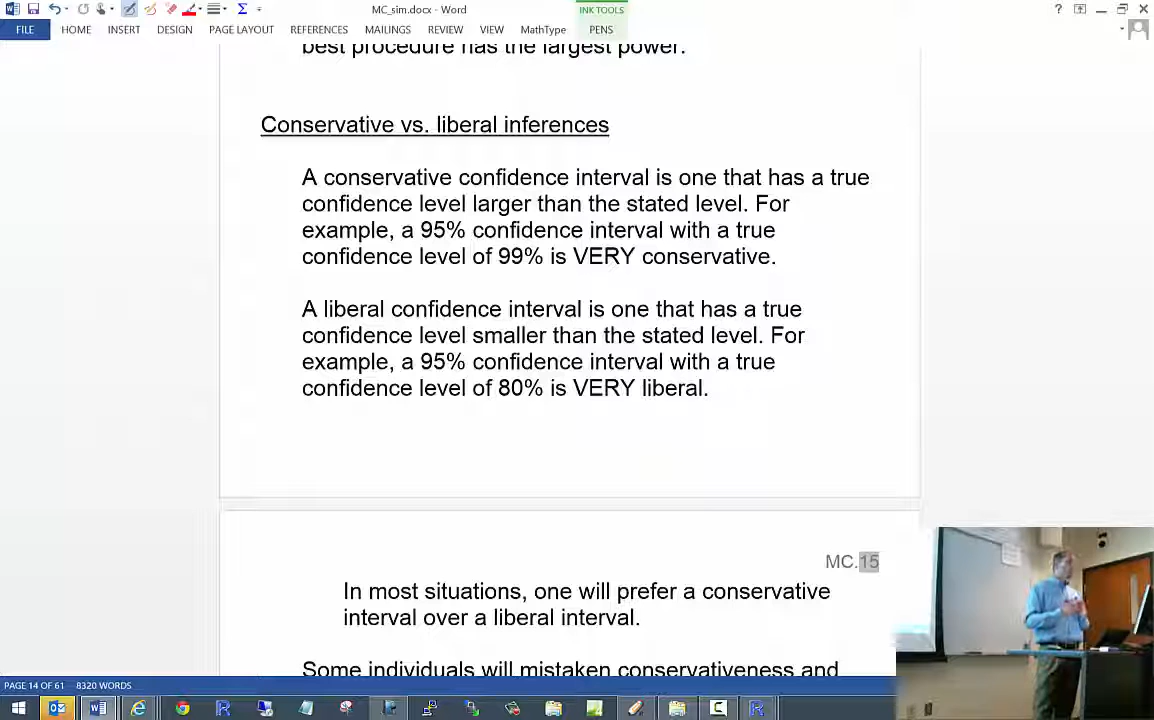 MC_sim.docx - Word
INK TOOLS
FILE HOME INSERT DESIGN PAGE LAYOUT REFERENCES MAILINGS REVIEW VIEW MathType PENS
best procedure has the largest power.
Conservative vs. liberal inferences
A conservative confidence interval is one that has a true
confidence level larger than the stated level. For
example, a 95% confidence interval with a true
confidence level of 99% is VERY conservative.
A liberal confidence interval is one that has a true
confidence level smaller than the stated level. For
example, a 95% confidence interval with a true
confidence level of 80% is VERY liberal.
MC.15
In most situations, one will prefer a conservative
interval over a liberal interval.
Some individuals will mistaken conservativeness and
PAGE 14 OF 61 8320 WORDS